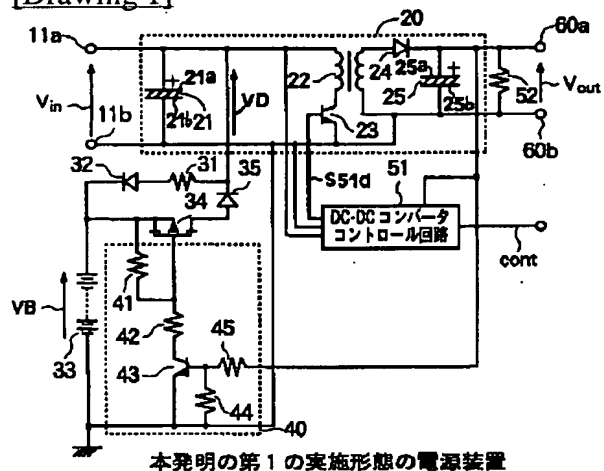 [Drawing 1]
20
11a
60a
24
25a
+
+
21a
22
25
52
Vin
VD
Vout
21b
21
25b
11b
23
60b
32
31
35
S51d
51
34
DC-DC コンバータ
コントロール回路
cont
41
VB
42
45
33
43
44
40
本発明の第1の実施形態の電源装置